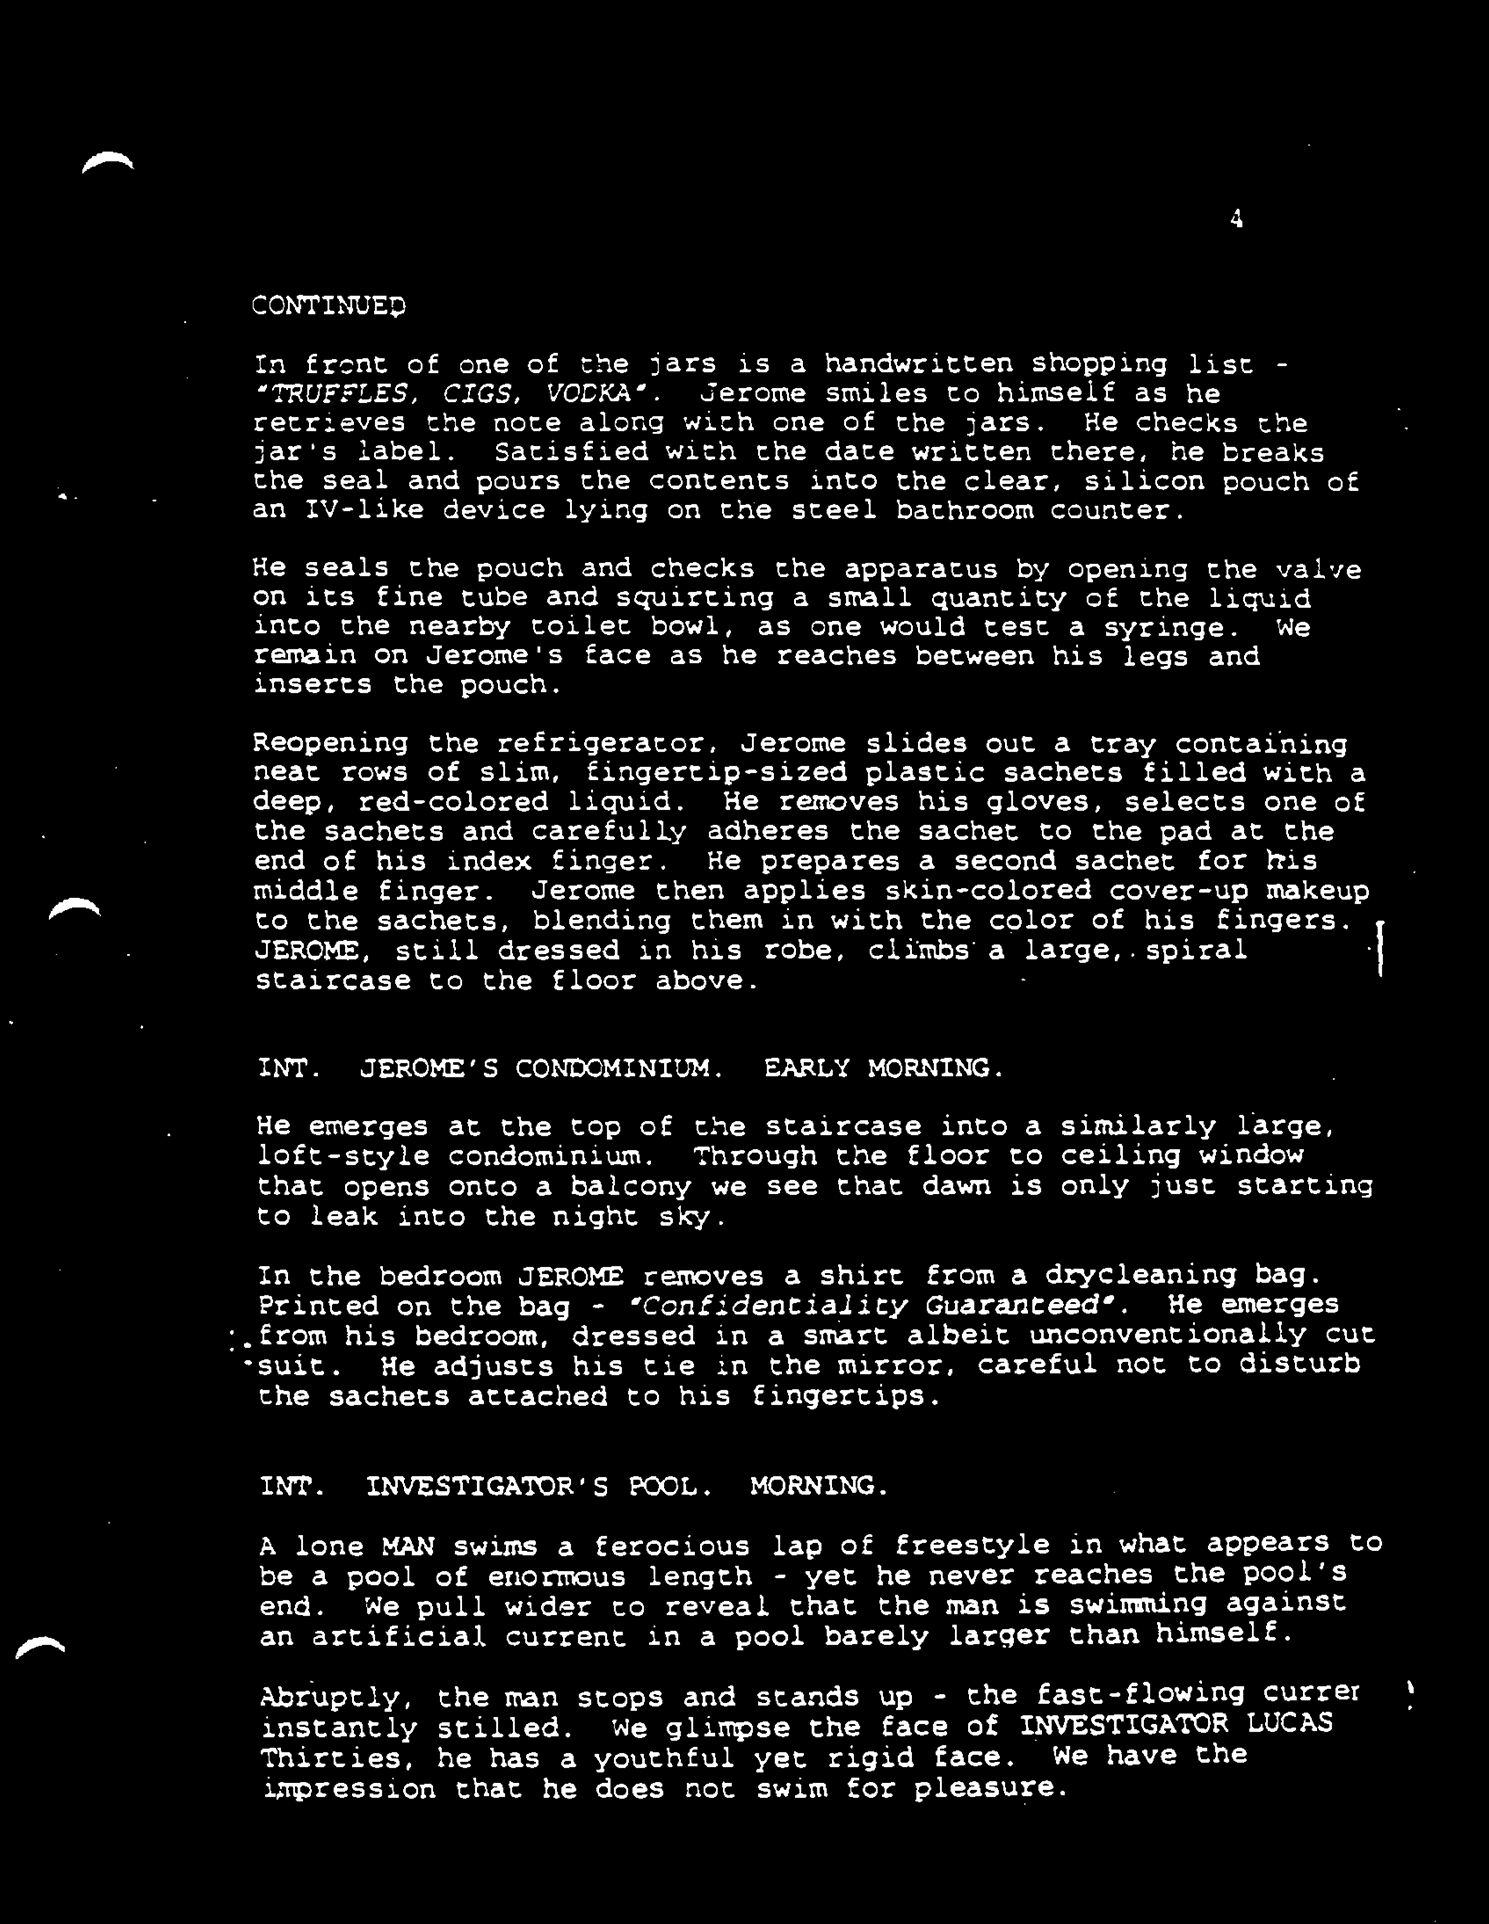 4
CONTINUED
In front of one of the jars is a handwritten shopping list -
"TRUFFLES, CIGS, VODKA". Jerome smiles to himself as he
retrieves the note along with one of the jars. He checks the
jar's label. Satisfied with the date written there, he breaks
the seal and pours the contents into the clear, silicon pouch of
an IV-like device lying on the steel bathroom counter.
He seals the pouch and checks the apparatus by opening the valve
on its fine tube and squirting a small quantity of the liquid
into the nearby toilet bowl, as one would test a syringe. We
remain on Jerome's face as he reaches between his legs and
inserts the pouch.
Reopening the refrigerator, Jerome slides out a tray containing
neat rows of slim, fingertip-sized plastic sachets filled with a
deep, red-colored liquid. He removes his gloves, selects one of
the sachets and carefully adheres the sachet to the pad at the
end of his index finger. He prepares a second sachet for his
middle finger. Jerome then applies skin-colored cover-up makeup
to the sachets, blending them in with the color of his fingers.
JEROME, still dressed in his robe, climbs a large, spiral
staircase to the floor above.
INT. JEROME'S CONDOMINIUM. EARLY MORNING.
He emerges at the top of the staircase into a similarly large,
loft-style condominium. Through the floor to ceiling window
that opens onto a balcony we see that dawn is only just starting
to leak into the night sky.
In the bedroom JEROME removes a shirt from a drycleaning bag.
Printed on the bag - "Confidentiality Guaranteed". He emerges
from his bedroom, dressed in a smart albeit unconventionally cut
suit. He adjusts his tie in the mirror, careful not to disturb
the sachets attached to his fingertips.
INT. INVESTIGATOR'S POOL. MORNING.
A lone MAN swims a ferocious lap of freestyle in what appears to
be a pool of enormous length - yet he never reaches the pool's
end. We pull wider to reveal that the man is swimming against
an artificial current in a pool barely larger than himself.
Abruptly, the man stops and stands up - the fast-flowing
instantly stilled. We glimpse the face of INVESTIGATOR LUCAS
Thirties, he has a youthful yet rigid face. We have the
impression that he does not swim for pleasure.